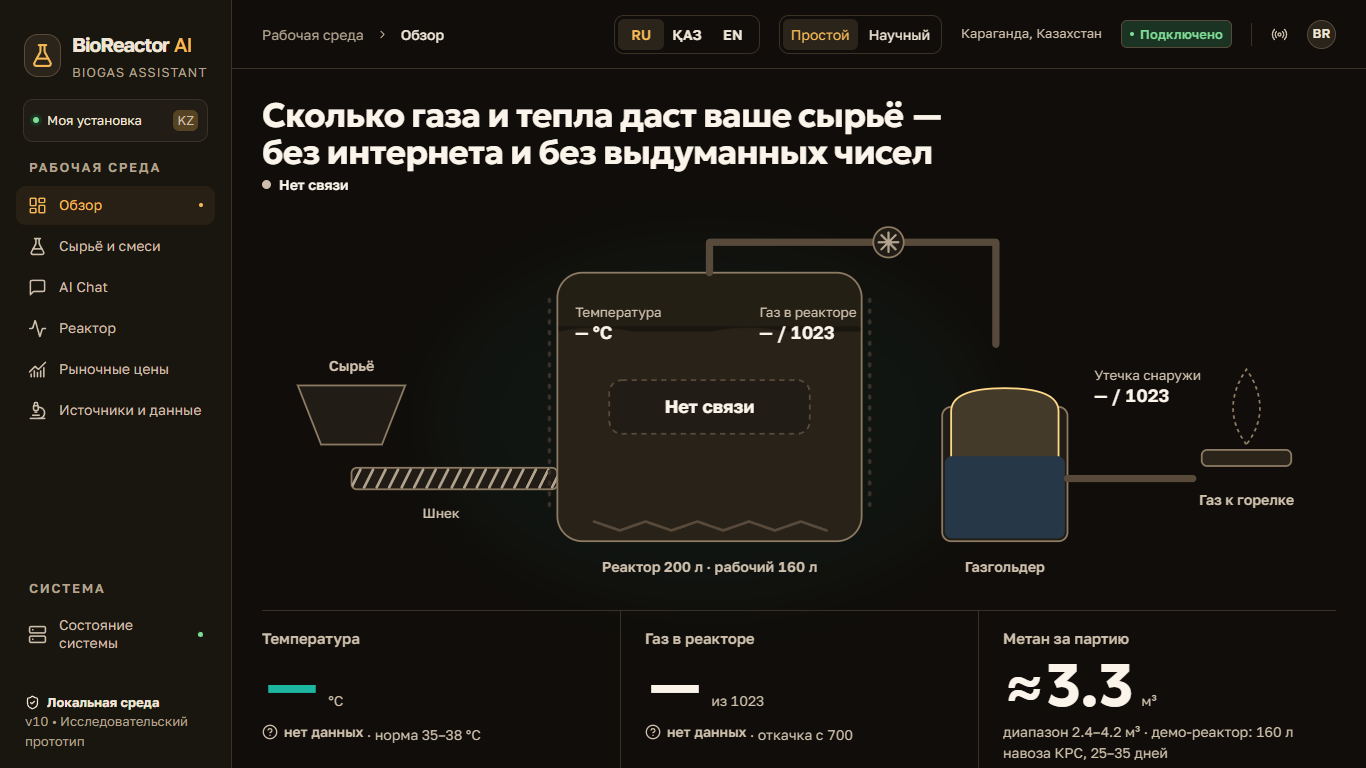 BioReactor AI
BIOGAS ASSISTANT
Моя установка KZ
РАБОЧАЯ СРЕДА
Обзор
Сырьё и смеси
AI Chat
Реактор
Рыночные цены
Источники и данные
СИСТЕМА
Состояние
системы
Локальная среда
v10 • Исследовательский
прототип
Рабочая среда > Обзор
RU ҚАЗ EN
Простой Научный
Караганда, Казахстан
Подключено
BR
Сколько газа и тепла даст ваше сырьё —
без интернета и без выдуманных чисел
Нет связи
Температура
— °C
Газ в реакторе
— / 1023
Нет связи
Сырьё
Шнек
Реактор 200 л · рабочий 160 л
Газгольдер
Утечка снаружи
— / 1023
Газ к горелке
Температура
— °C
нет данных · норма 35–38 °C
Газ в реакторе
— из 1023
нет данных · откачка с 700
Метан за партию
≈3.3 м³
диапазон 2.4–4.2 м³ · демо-реактор: 160 л
навоза КРС, 25–35 дней